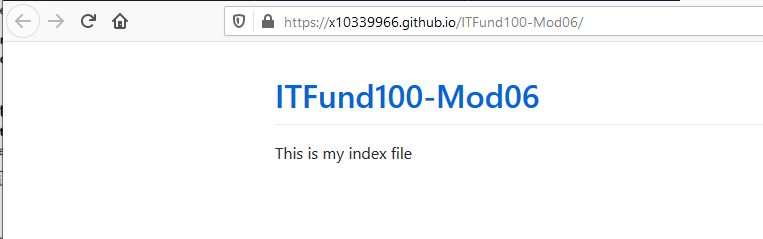 https://x10339966.github.io/ITFund100-Mod06/
ITFund100-Mod06
This is my index file